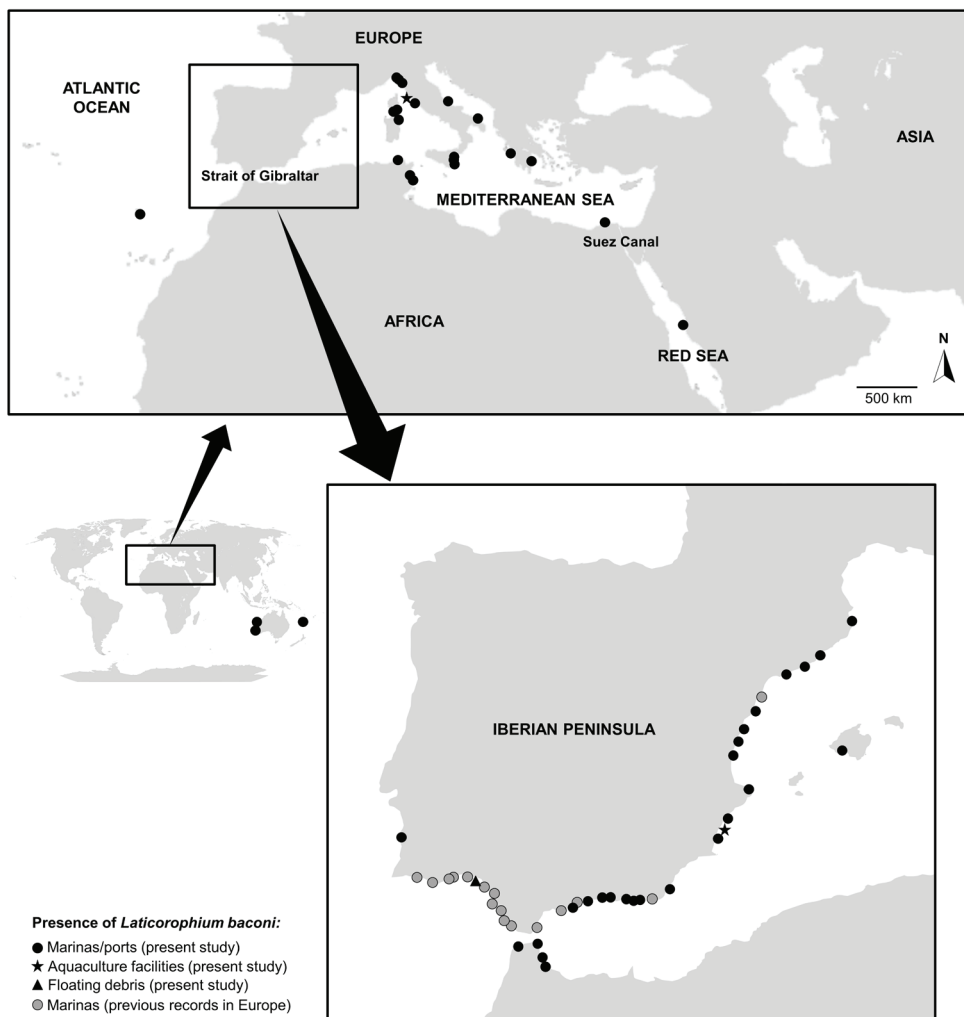 EUROPE
ATLANTIC
OCEAN
ASIA
Strait of Gibraltar
MEDITERRANEAN SEA
Suez Canal
AFRICA
RED SEA
N
500 km
IBERIAN PENINSULA
Presence of Laticorophium baconi:
Marinas/ports (present study)
Aquaculture facilities (present study)
Floating debris (present study)
Marinas (previous records in Europe)